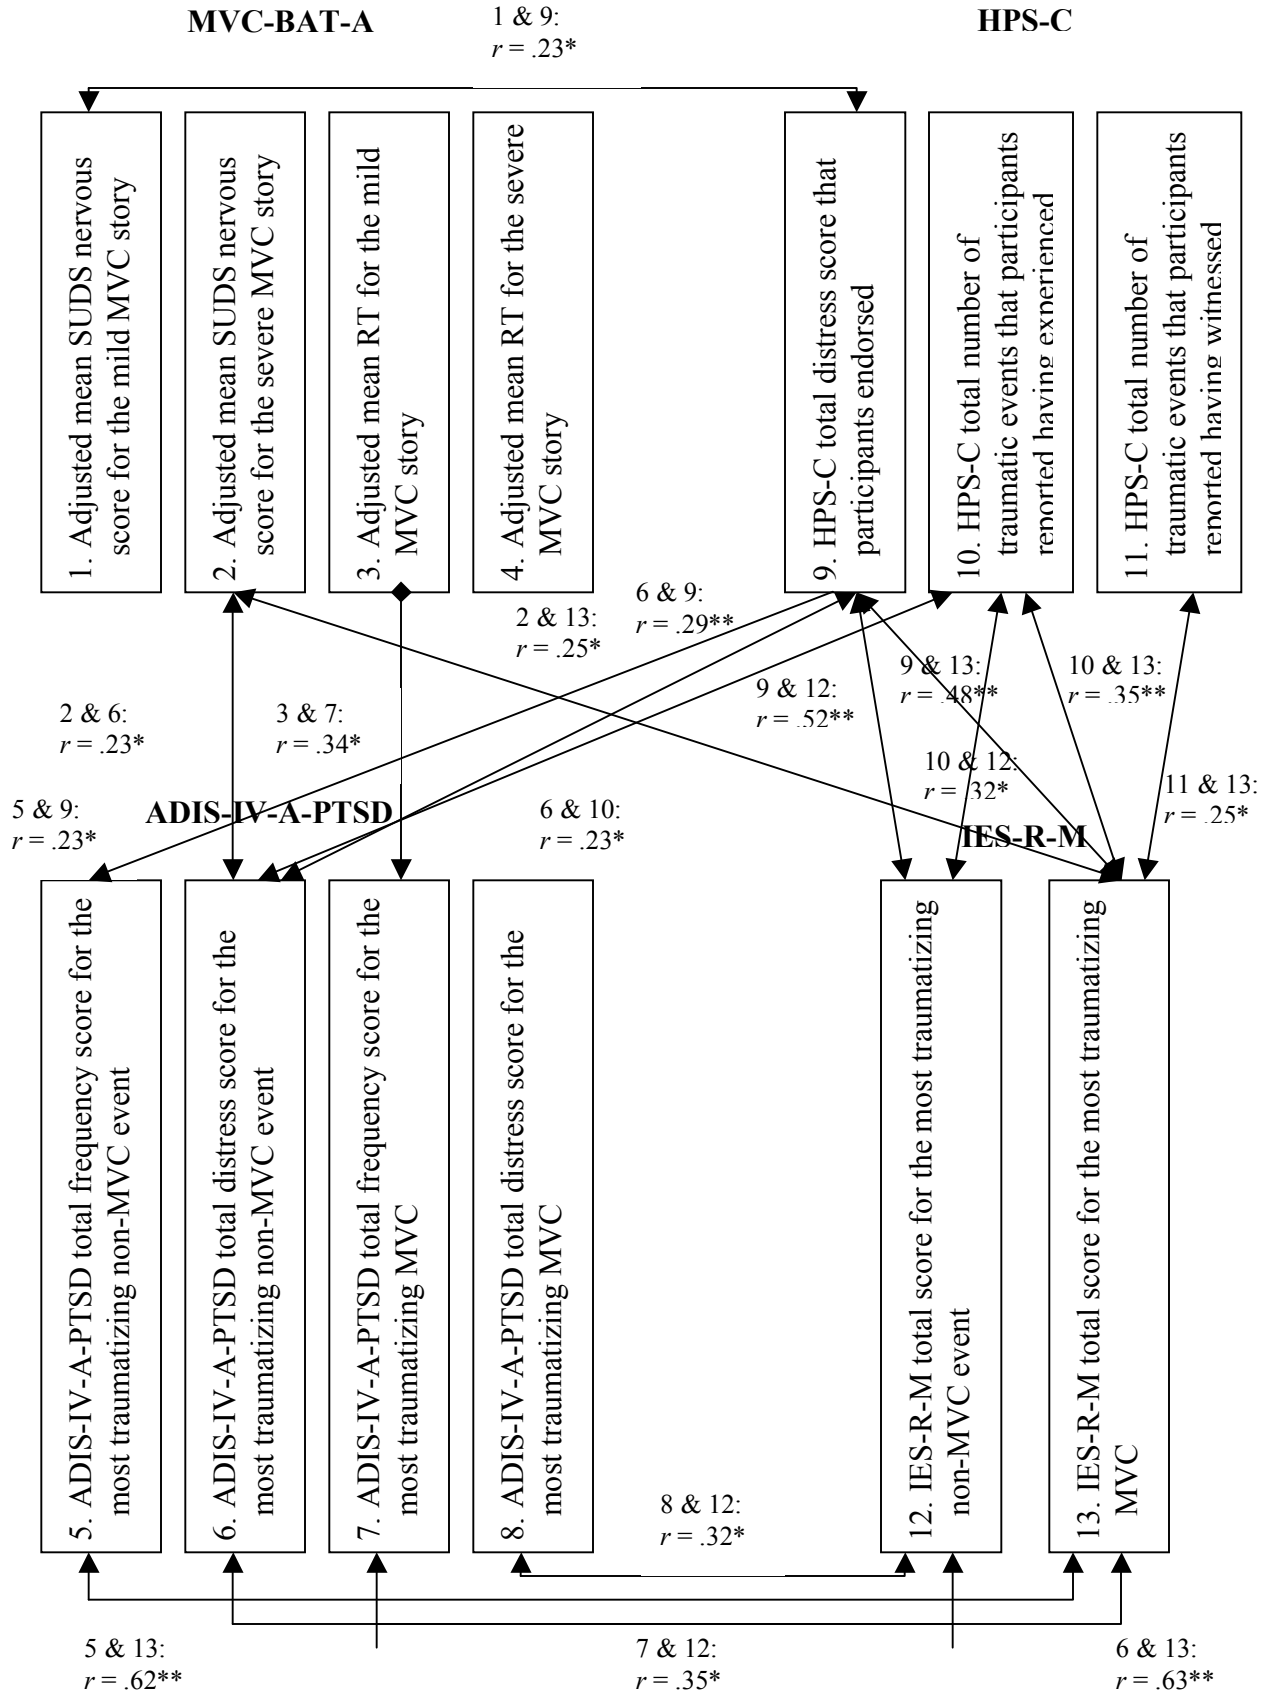 MVC-BAT-A
1 & 9:
r = .23*
HPS-C
1. Adjusted mean SUDS nervous
score for the mild MVC story
2. Adjusted mean SUDS nervous
score for the severe MVC story
3. Adjusted mean RT for the mild
MVC story
4. Adjusted mean RT for the severe
MVC story
9. HPS-C total distress score that
participants endorsed
10. HPS-C total number of
traumatic events that participants
reported having experienced
11. HPS-C total number of
traumatic events that participants
reported having witnessed
2 & 13:
r = .25*
6 & 9:
r = .29**
9 & 12:
r = .52**
9 & 13:
r = .48**
10 & 13:
r = .35**
2 & 6:
r = .23*
3 & 7:
r = .34*
10 & 12:
r = .32*
11 & 13:
r = .25*
5 & 9:
r = .23*
ADIS-IV-A-PTSD
6 & 10:
r = .23*
IES-R-M
5. ADIS-IV-A-PTSD total frequency score for the
most traumatizing non-MVC event
6. ADIS-IV-A-PTSD total distress score for the
most traumatizing non-MVC event
7. ADIS-IV-A-PTSD total frequency score for the
most traumatizing MVC
8. ADIS-IV-A-PTSD total distress score for the
most traumatizing MVC
12. IES-R-M total score for the most traumatizing
non-MVC event
13. IES-R-M total score for the most traumatizing
MVC
8 & 12:
r = .32*
5 & 13:
r = .62**
7 & 12:
r = .35*
6 & 13:
r = .63**